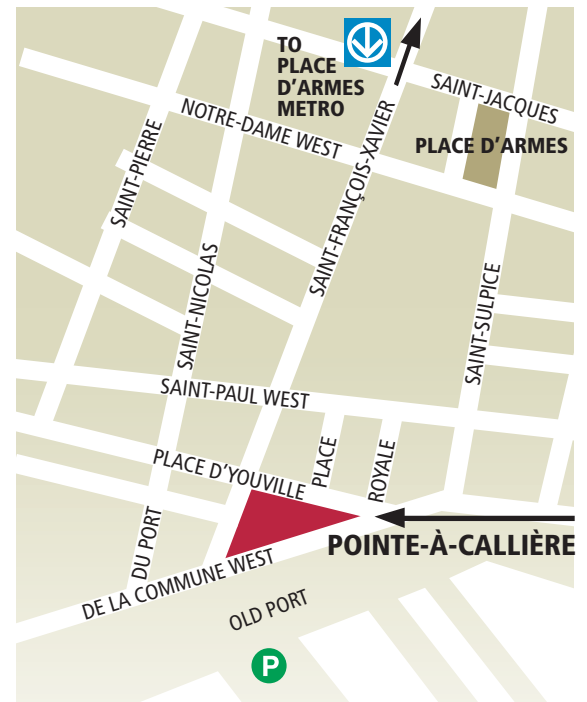 TO
PLACE
D'ARMES
METRO
SAINT-JACQUES
NOTRE-DAME WEST
PLACE D'ARMES
SAINT-PIERRE
SAINT-FRANÇOIS-XAVIER
SAINT-NICOLAS
SAINT-SULPICE
SAINT-PAUL WEST
PLACE D'YOUVILLE
PLACE
ROYALE
POINTE-À-CALLIÈRE
DU PORT
DE LA COMMUNE WEST
OLD PORT
P